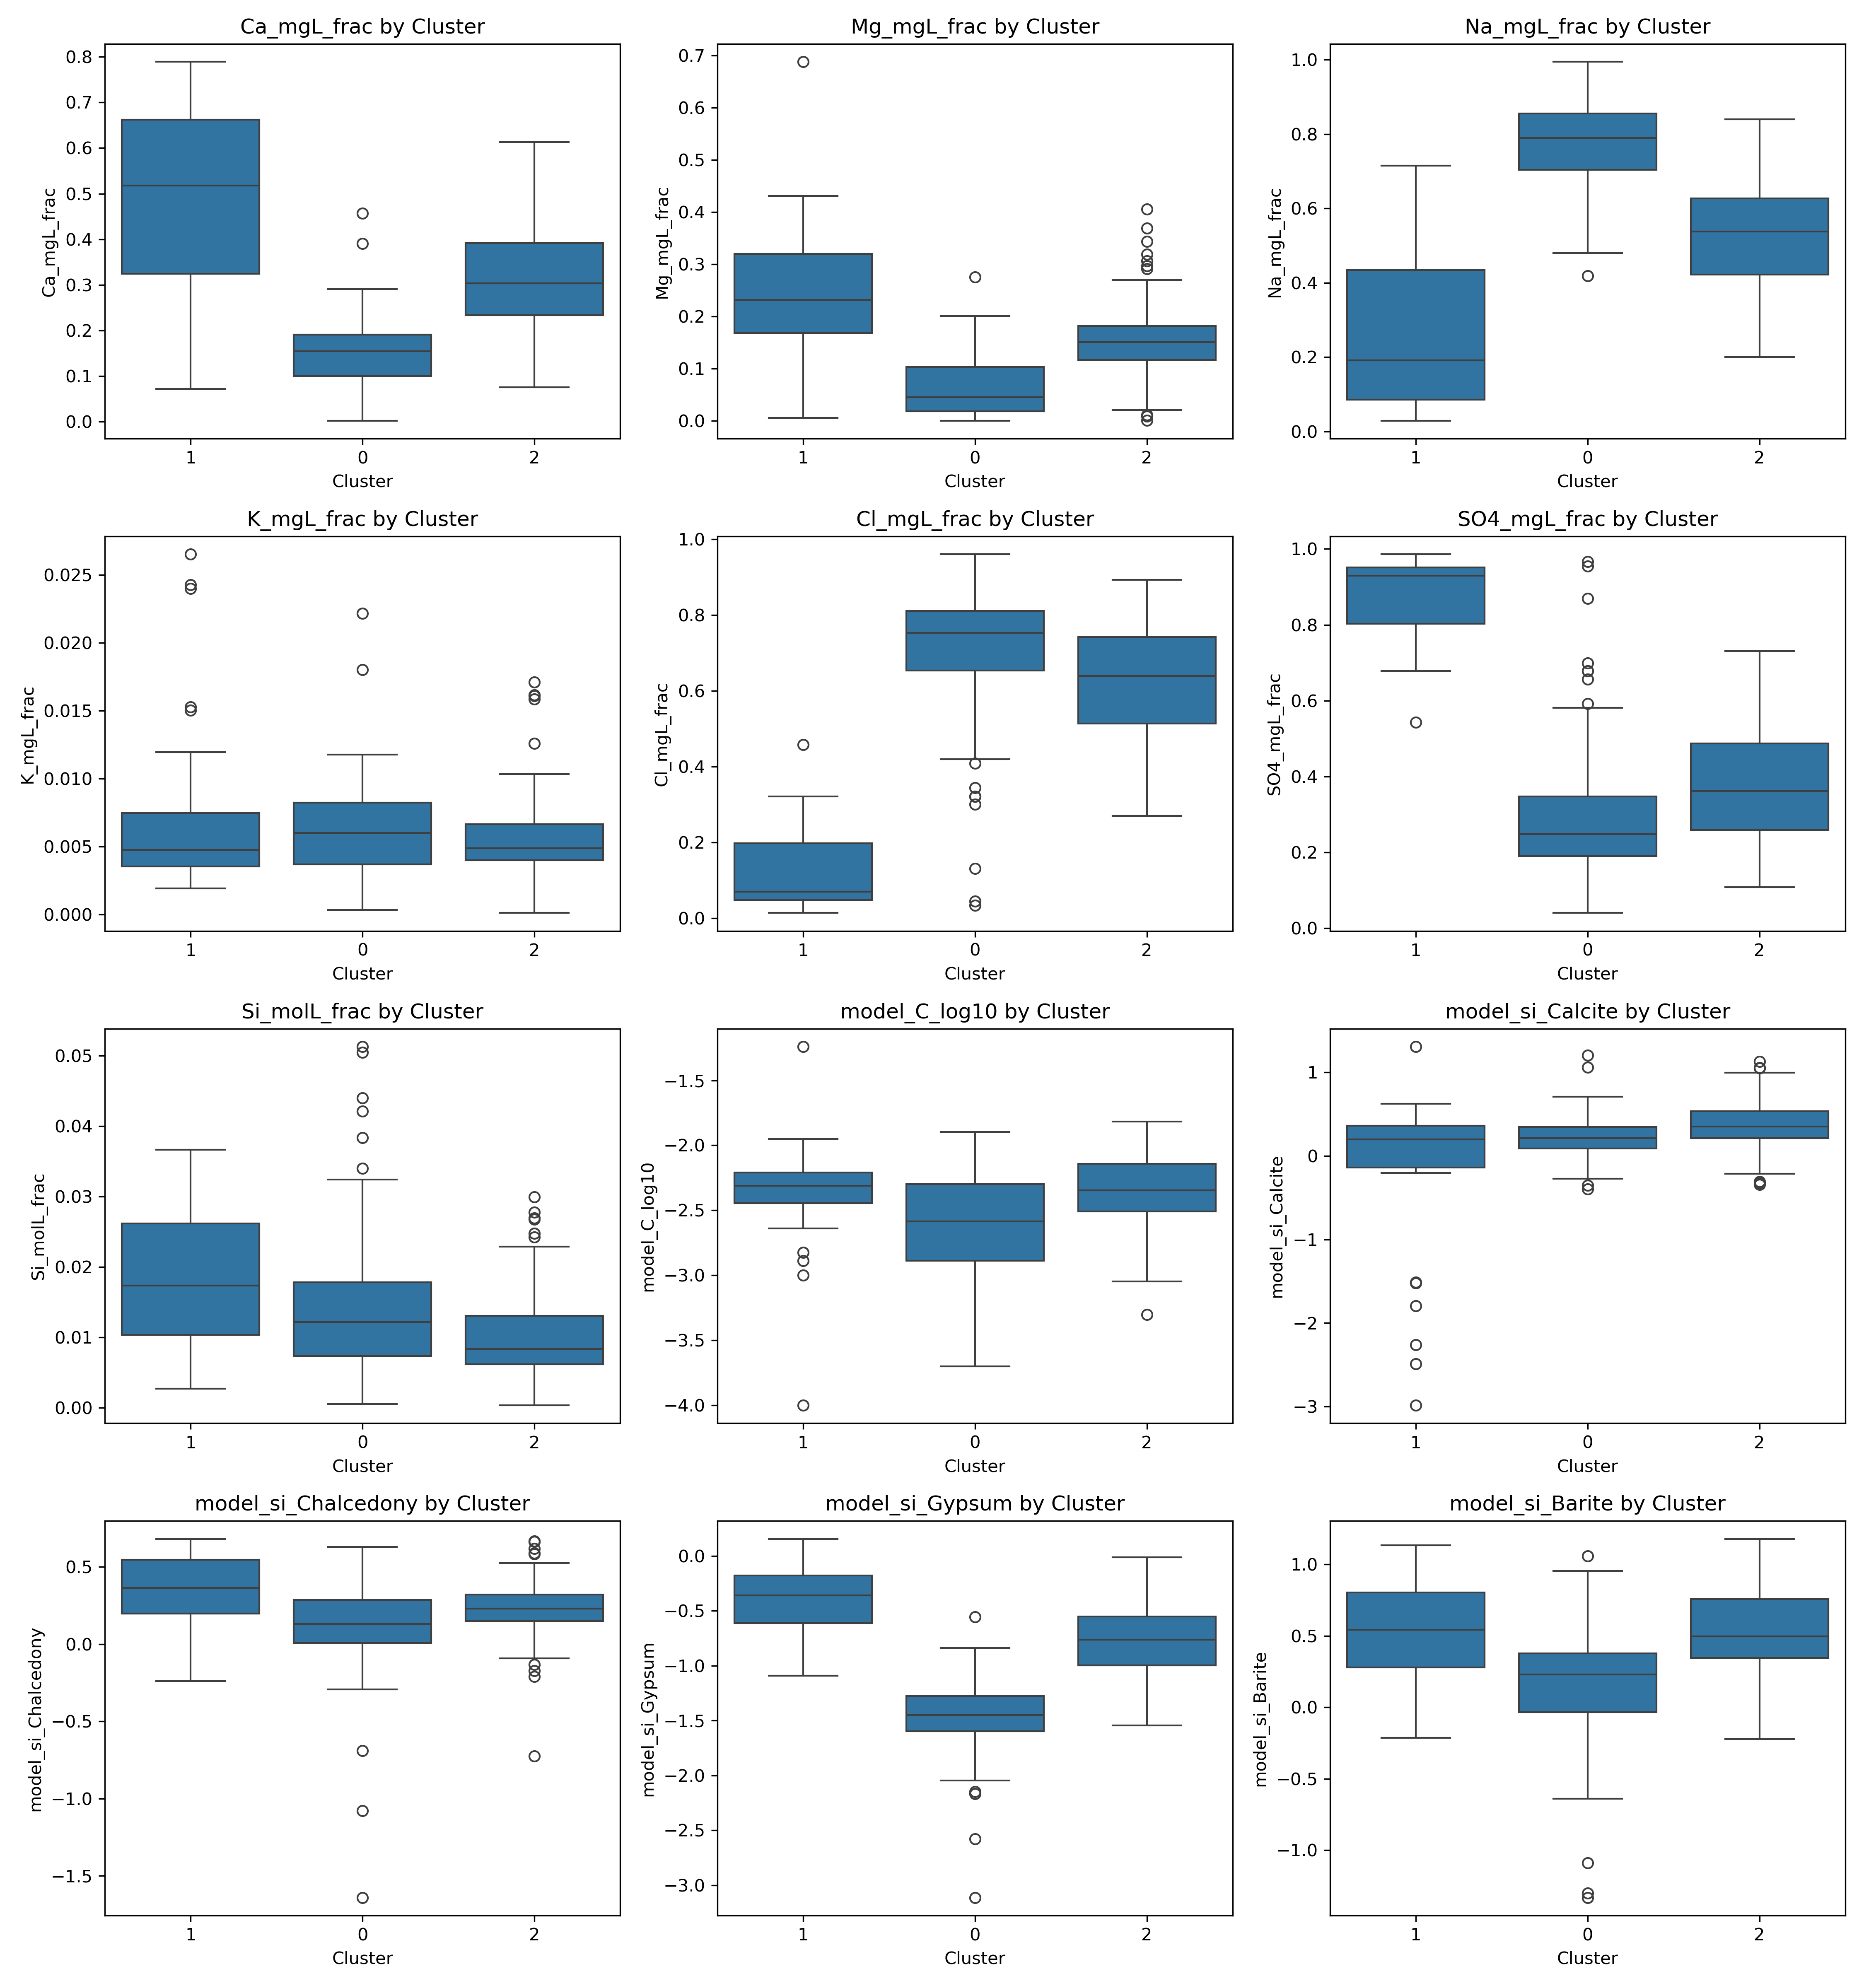 Ca_mgL_frac by Cluster
Ca_mgL_frac
0.8
0.7
0.6
0.5
0.4
0.3
0.2
0.1
0.0
1 0 2
Cluster
Mg_mgL_frac by Cluster
Mg_mgL_frac
0.7
0.6
0.5
0.4
0.3
0.2
0.1
0.0
1 0 2
Cluster
Na_mgL_frac by Cluster
Na_mgL_frac
1.0
0.8
0.6
0.4
0.2
0.0
1 0 2
Cluster
K_mgL_frac by Cluster
K_mgL_frac
0.025
0.020
0.015
0.010
0.005
0.000
1 0 2
Cluster
Cl_mgL_frac by Cluster
Cl_mgL_frac
1.0
0.8
0.6
0.4
0.2
0.0
1 0 2
Cluster
SO4_mgL_frac by Cluster
SO4_mgL_frac
1.0
0.8
0.6
0.4
0.2
0.0
1 0 2
Cluster
Si_molL_frac by Cluster
Si_molL_frac
0.05
0.04
0.03
0.02
0.01
0.00
1 0 2
Cluster
model_C_log10 by Cluster
model_C_log10
−1.5
−2.0
−2.5
−3.0
−3.5
−4.0
1 0 2
Cluster
model_si_Calcite by Cluster
model_si_Calcite
1
0
−1
−2
−3
1 0 2
Cluster
model_si_Chalcedony by Cluster
model_si_Chalcedony
0.5
0.0
−0.5
−1.0
−1.5
1 0 2
Cluster
model_si_Gypsum by Cluster
model_si_Gypsum
0.0
−0.5
−1.0
−1.5
−2.0
−2.5
−3.0
1 0 2
Cluster
model_si_Barite by Cluster
model_si_Barite
1.0
0.5
0.0
−0.5
−1.0
1 0 2
Cluster